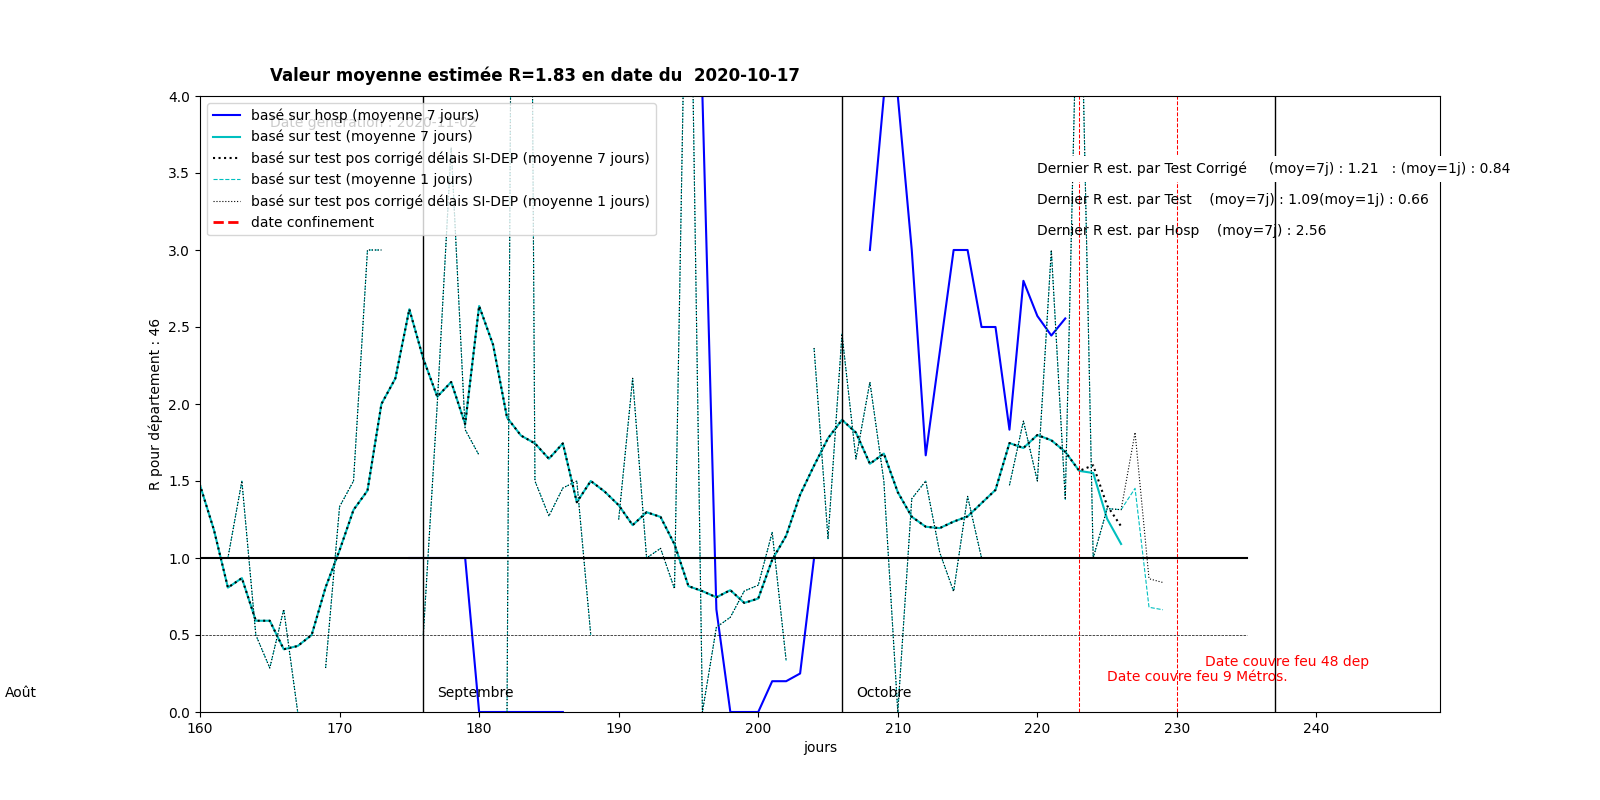 Valeur moyenne estimée R=1.83 en date du  2020-10-17
Date génération : 2020-11-02
basé sur hosp (moyenne 7 jours)
basé sur test (moyenne 7 jours)
basé sur test pos corrigé délais SI-DEP (moyenne 7 jours)
basé sur test (moyenne 1 jours)
basé sur test pos corrigé délais SI-DEP (moyenne 1 jours)
date confinement
Dernier R est. par Test Corrigé     (moy=7j) : 1.21   : (moy=1j) : 0.84
Dernier R est. par Test    (moy=7j) : 1.09(moy=1j) : 0.66
Dernier R est. par Hosp    (moy=7j) : 2.56
4.0
3.5
3.0
2.5
2.0
1.5
1.0
0.5
0.0
R pour département : 46
Date couvre feu 48 dep
Date couvre feu 9 Métros.
Août
Septembre
Octobre
160 170 180 190 200 210 220 230 240
jours